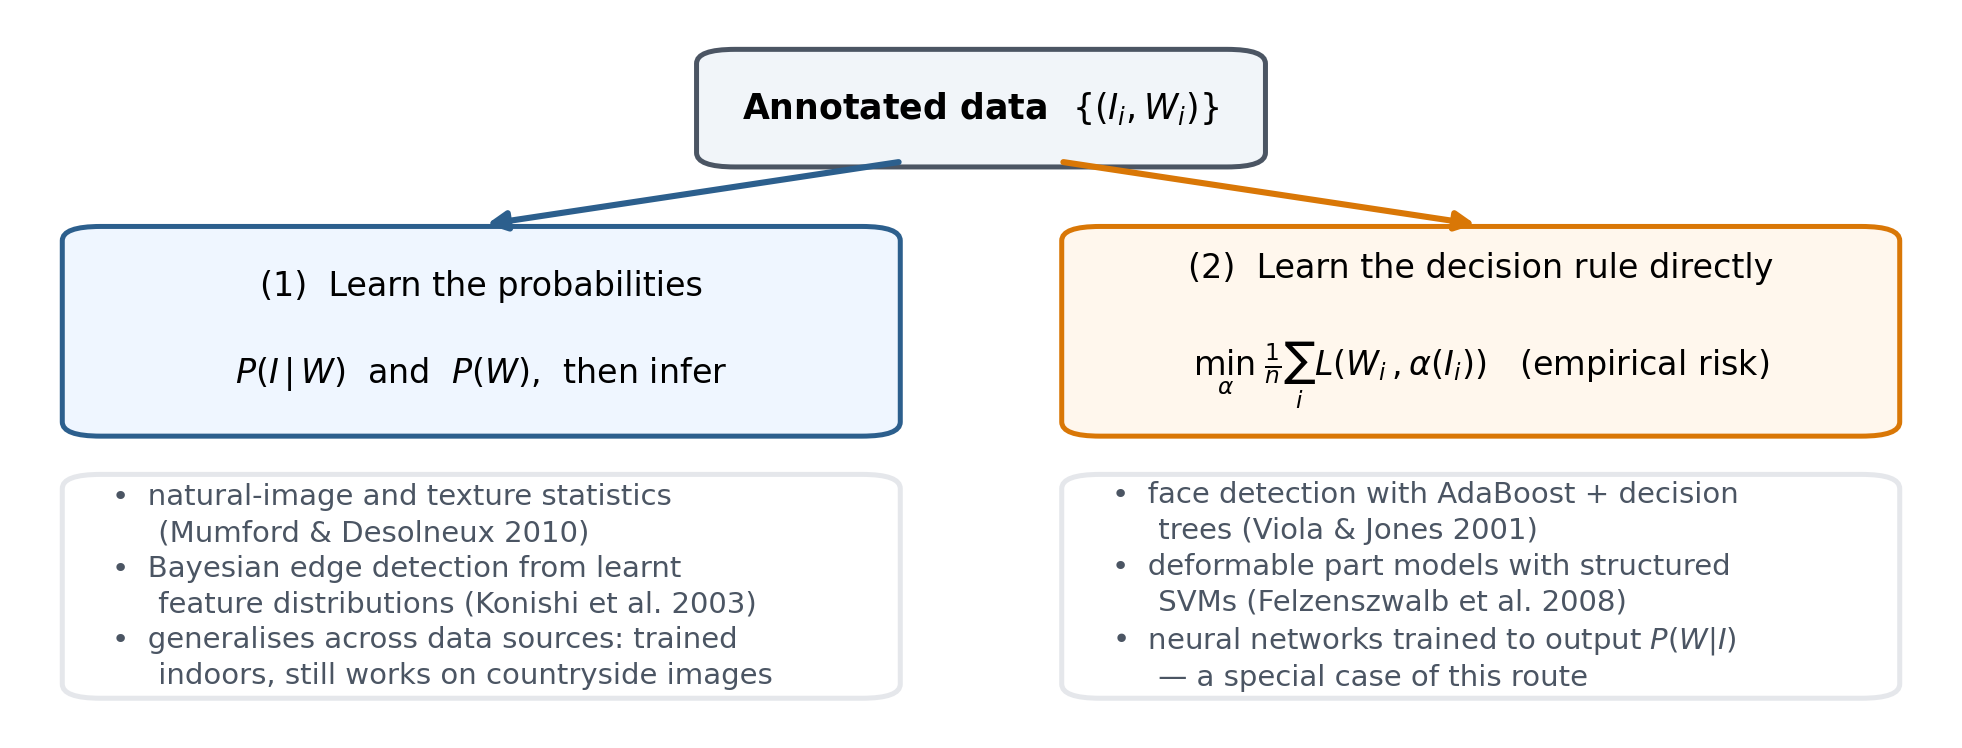 Annotated data {(I_i, W_i)}
(1) Learn the probabilities
P(I | W) and P(W), then infer
• natural-image and texture statistics
(Mumford & Desolneux 2010)
• Bayesian edge detection from learnt
feature distributions (Konishi et al. 2003)
• generalises across data sources: trained
indoors, still works on countryside images
(2) Learn the decision rule directly
min_α 1/n ∑_i L(W_i, α(I_i)) (empirical risk)
• face detection with AdaBoost + decision
trees (Viola & Jones 2001)
• deformable part models with structured
SVMs (Felzenszwalb et al. 2008)
• neural networks trained to output P(W|I)
— a special case of this route